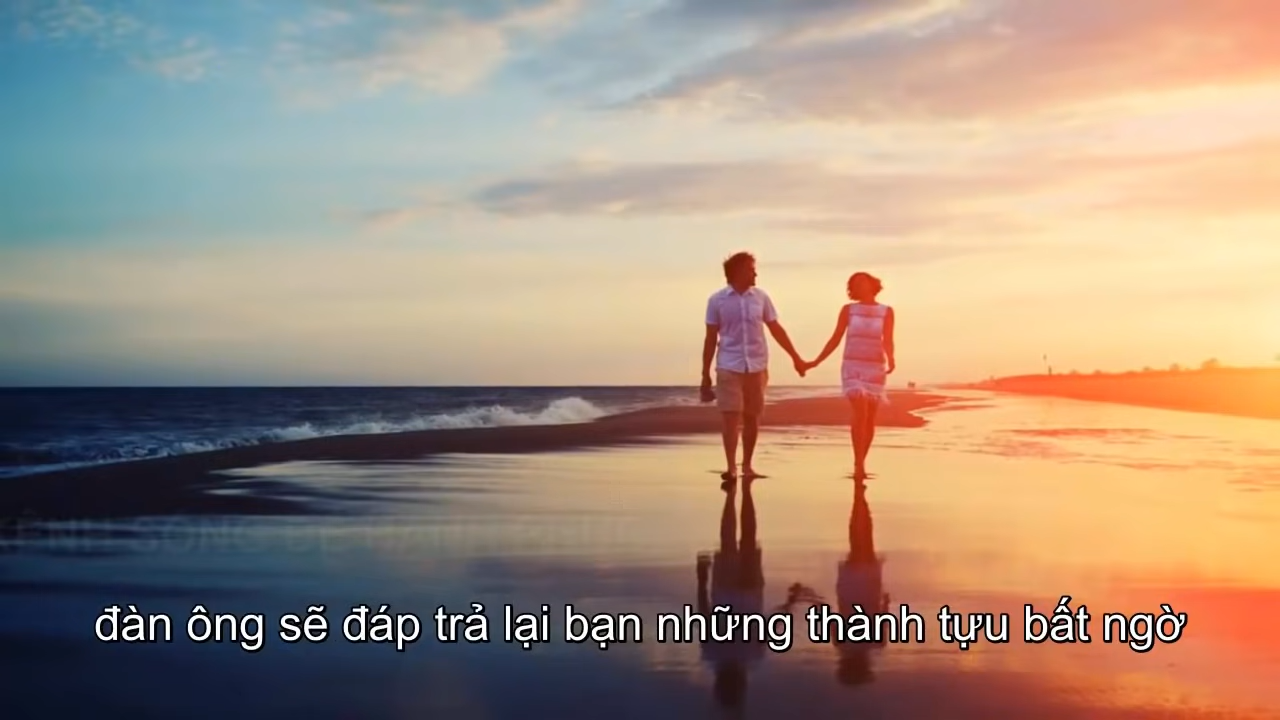 đàn ông sẽ đáp trả lại bạn những thành tựu bất ngờ